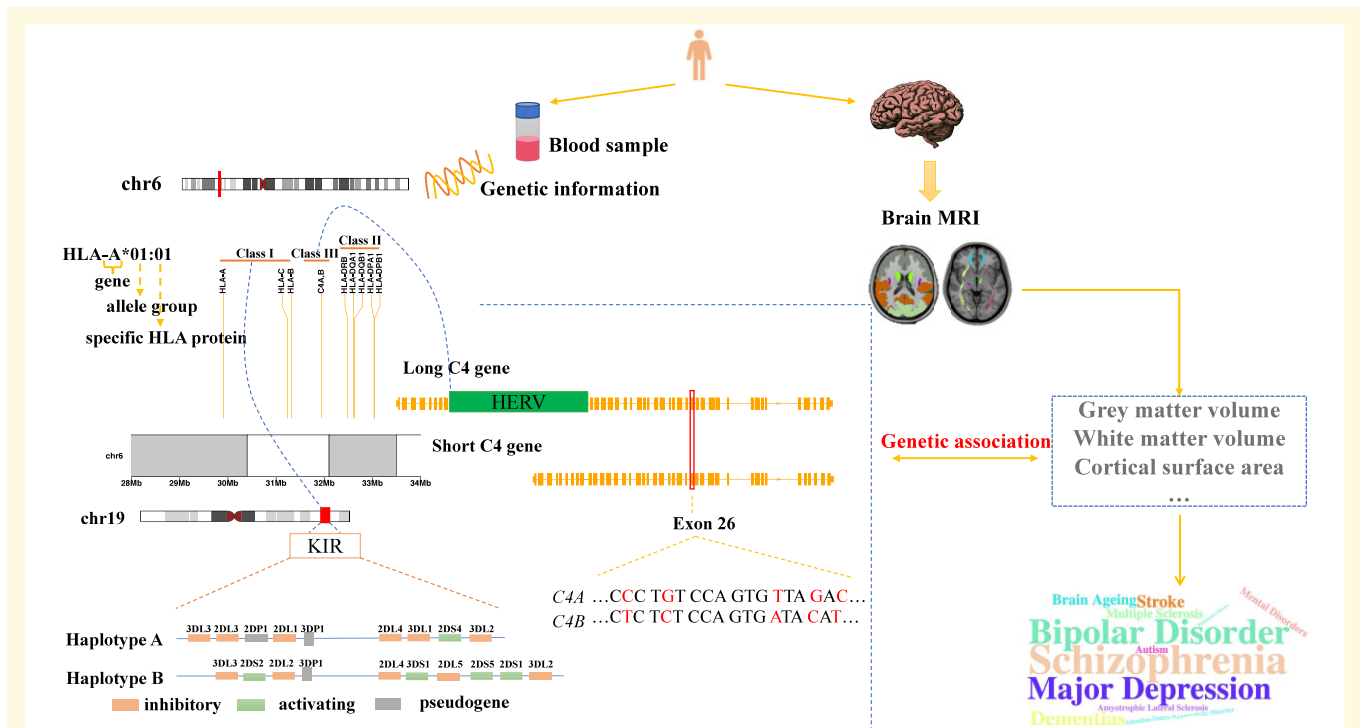 Blood sample
Genetic information
chr6
Brain MRI
HLA-A*01:01
gene
allele group
specific HLA protein
Class I
Class III
Class II
HLA-A
HLA-C
HLA-B
C4A,B
HLA-DRB
HLA-DQA1
HLA-DQB1
HLA-DPA1
HLA-DPB1
Long C4 gene
HERV
Short C4 gene
chr6
28Mb 29Mb 30Mb 31Mb 32Mb 33Mb 34Mb
Genetic association
Grey matter volume
White matter volume
Cortical surface area
…
chr19
KIR
Exon 26
C4A …CCC TGT CCA GTG TTA GAC…
C4B …CTC TCT CCA GTG ATA CAT…
Haplotype A
3DL3 2DL3 2DP1 2DL1 3DP1 2DL4 3DL1 2DS4 3DL2
Haplotype B
3DL3 2DS2 2DL2 3DP1 2DL4 3DS1 2DL5 2DS5 2DS1 3DL2
inhibitory activating pseudogene
Brain Ageing Stroke
Mental Disorders
Multiple Sclerosis
Bipolar Disorder
Autism
Schizophrenia
Major Depression
Amyotrophic Lateral Sclerosis
Dementias
Attention-Deficit Hyperactivity Disorder